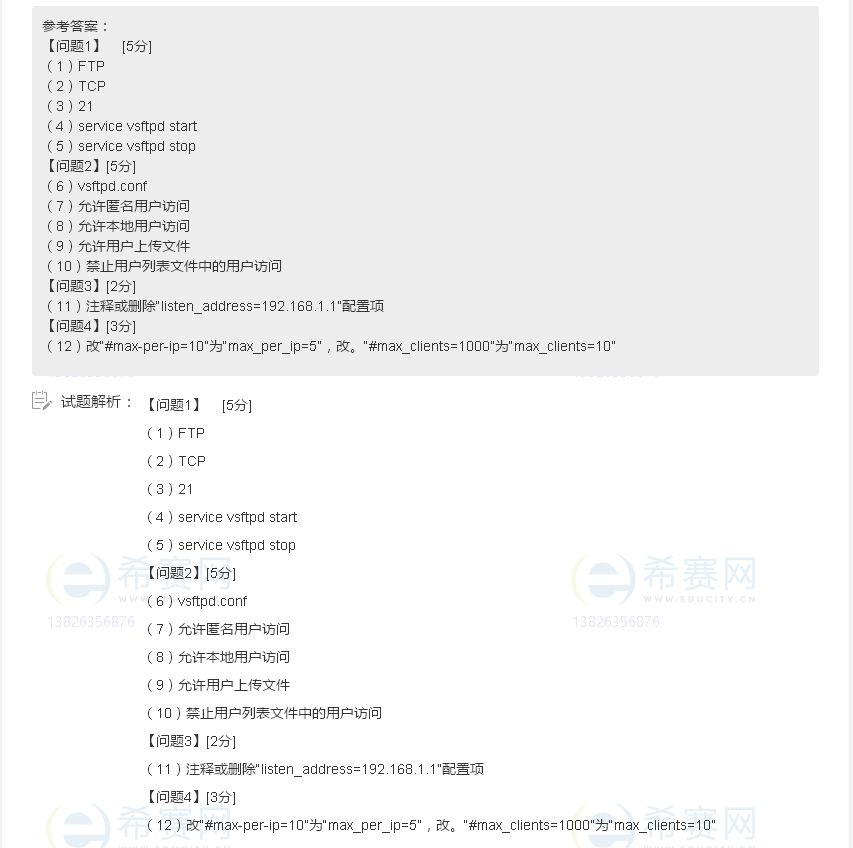 参考答案：
【问题1】 [5分]
（1）FTP
（2）TCP
（3）21
（4）service vsftpd start
（5）service vsftpd stop
【问题2】[5分]
（6）vsftpd.conf
（7）允许匿名用户访问
（8）允许本地用户访问
（9）允许用户上传文件
（10）禁止用户列表文件中的用户访问
【问题3】[2分]
（11）注释或删除"listen_address=192.168.1.1"配置项
【问题4】[3分]
（12）改"#max-per-ip=10"为"max_per_ip=5"，改。"#max_clients=1000"为"max_clients=10"
试题解析：
【问题1】 [5分]
（1）FTP
（2）TCP
（3）21
（4）service vsftpd start
（5）service vsftpd stop
【问题2】[5分]
（6）vsftpd.conf
（7）允许匿名用户访问
（8）允许本地用户访问
（9）允许用户上传文件
（10）禁止用户列表文件中的用户访问
【问题3】[2分]
（11）注释或删除"listen_address=192.168.1.1"配置项
【问题4】[3分]
（12）改"#max-per-ip=10"为"max_per_ip=5"，改。"#max_clients=1000"为"max_clients=10"
希赛网
WWW.EDUCITY.CN
13826356876
希赛网
WWW.EDUCITY.CN
13826356876
希赛网
希赛网